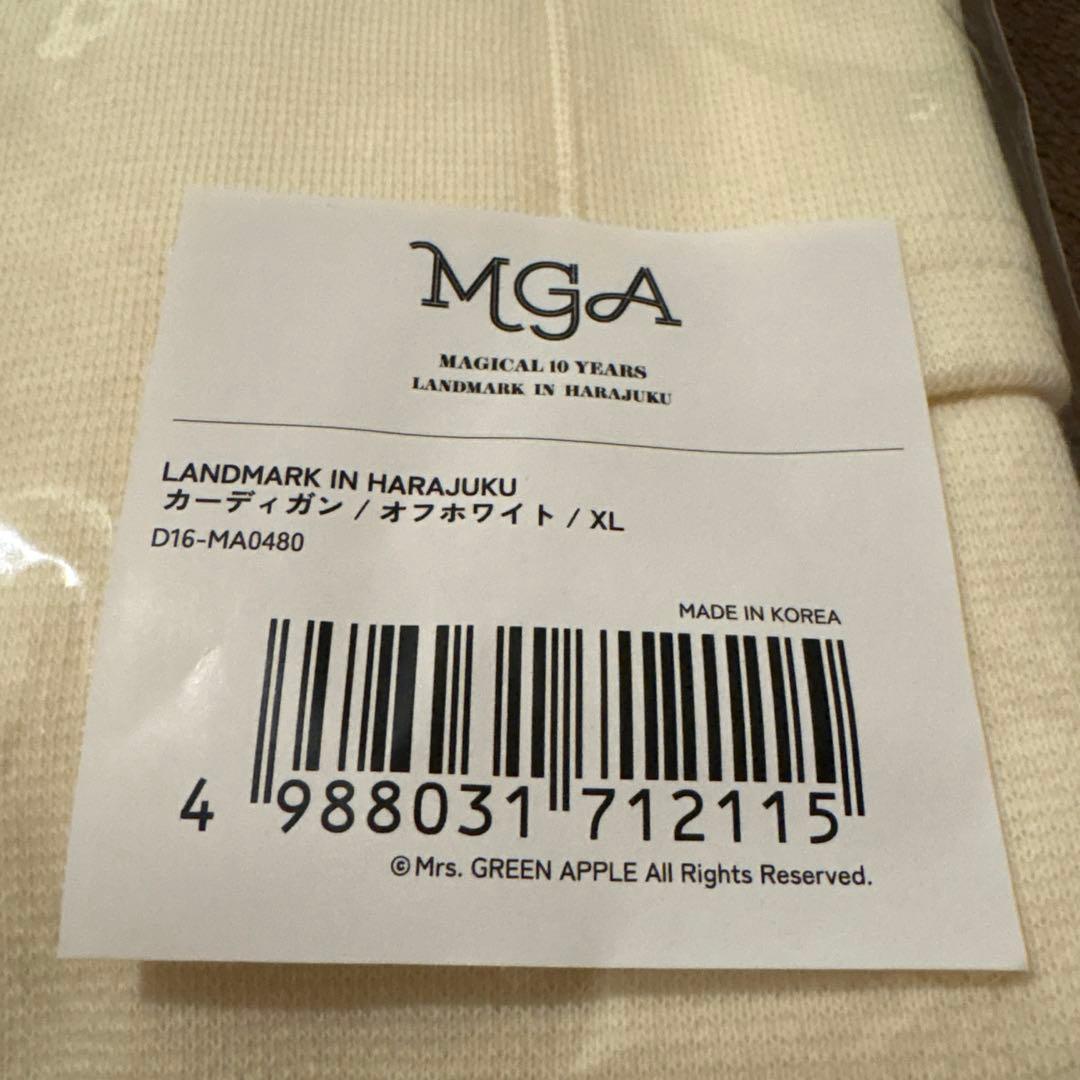 MGA
MAGICAL 10 YEARS
LANDMARK IN HARAJUKU
LANDMARK IN HARAJUKU
カーディガン / オフホワイト / XL
D16-MA0480
MADE IN KOREA
4 988031 712115
©Mrs. GREEN APPLE All Rights Reserved.